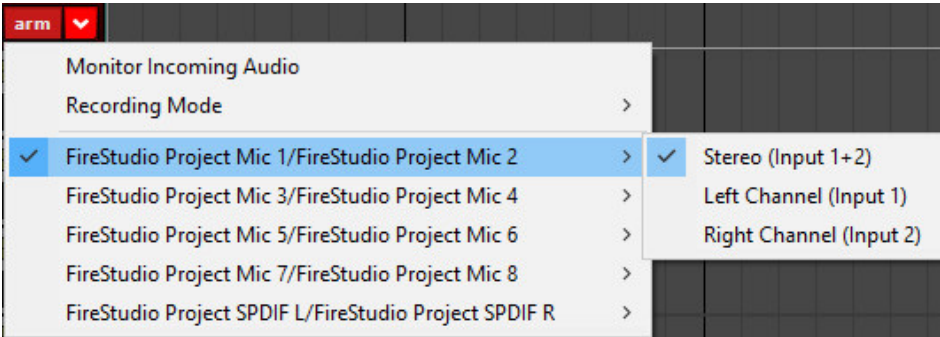 arm
Monitor Incoming Audio
Recording Mode
FireStudio Project Mic 1/FireStudio Project Mic 2
FireStudio Project Mic 3/FireStudio Project Mic 4
FireStudio Project Mic 5/FireStudio Project Mic 6
FireStudio Project Mic 7/FireStudio Project Mic 8
FireStudio Project SPDIF L/FireStudio Project SPDIF R
Stereo (Input 1+2)
Left Channel (Input 1)
Right Channel (Input 2)